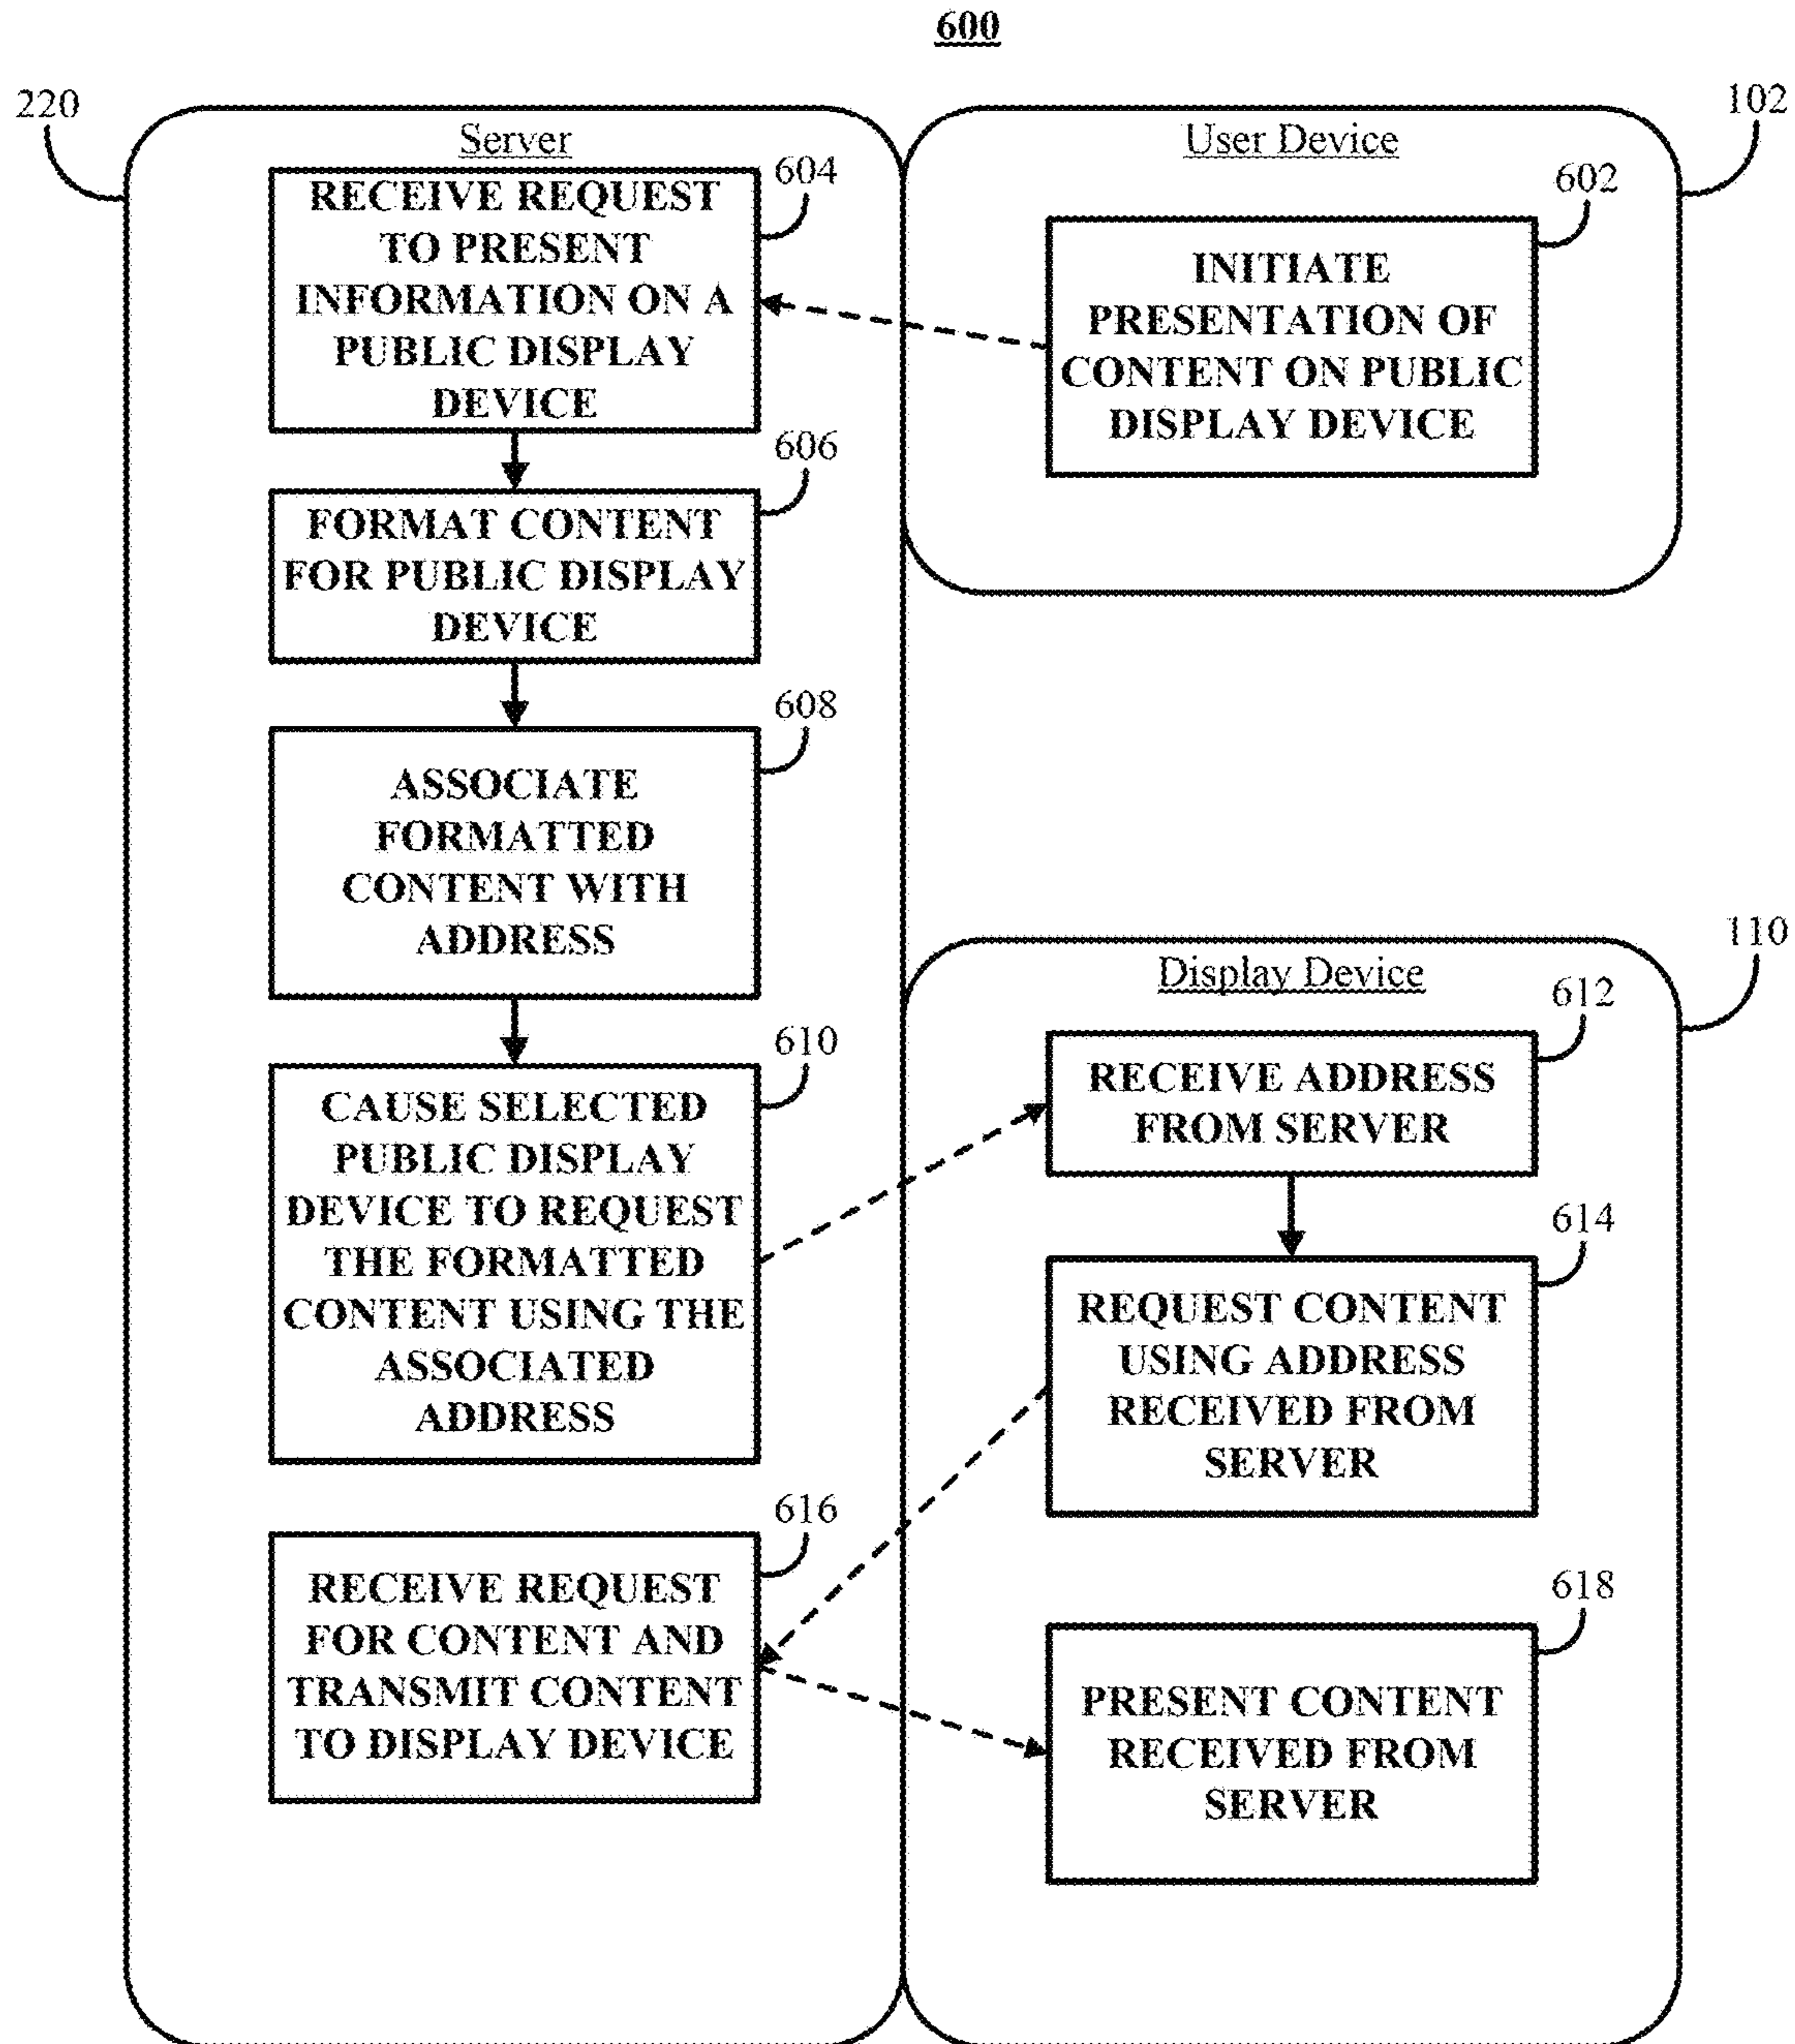 600
220
Server
604
RECEIVE REQUEST
TO PRESENT
INFORMATION ON A
PUBLIC DISPLAY
DEVICE
606
FORMAT CONTENT
FOR PUBLIC DISPLAY
DEVICE
608
ASSOCIATE
FORMATTED
CONTENT WITH
ADDRESS
610
CAUSE SELECTED
PUBLIC DISPLAY
DEVICE TO REQUEST
THE FORMATTED
CONTENT USING THE
ASSOCIATED
ADDRESS
616
RECEIVE REQUEST
FOR CONTENT AND
TRANSMIT CONTENT
TO DISPLAY DEVICE
102
User Device
602
INITIATE
PRESENTATION OF
CONTENT ON PUBLIC
DISPLAY DEVICE
110
Display Device
612
RECEIVE ADDRESS
FROM SERVER
614
REQUEST CONTENT
USING ADDRESS
RECEIVED FROM
SERVER
618
PRESENT CONTENT
RECEIVED FROM
SERVER